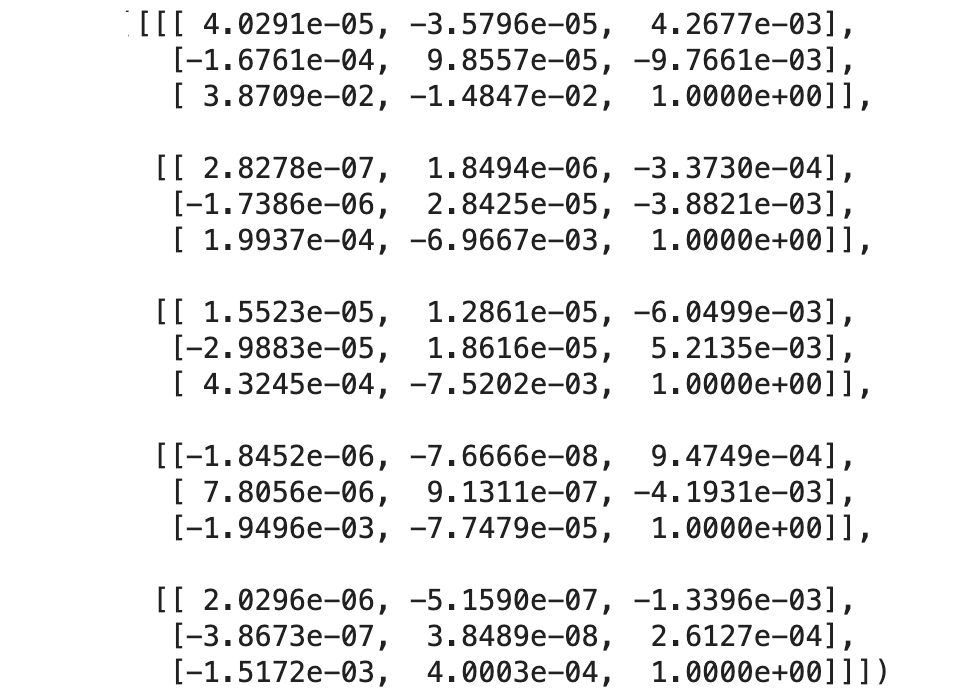 [[[ 4.0291e-05, -3.5796e-05,  4.2677e-03],
[-1.6761e-04,  9.8557e-05, -9.7661e-03],
[ 3.8709e-02, -1.4847e-02,  1.0000e+00]],
[[ 2.8278e-07,  1.8494e-06, -3.3730e-04],
[-1.7386e-06,  2.8425e-05, -3.8821e-03],
[ 1.9937e-04, -6.9667e-03,  1.0000e+00]],
[[ 1.5523e-05,  1.2861e-05, -6.0499e-03],
[-2.9883e-05,  1.8616e-05,  5.2135e-03],
[ 4.3245e-04, -7.5202e-03,  1.0000e+00]],
[[-1.8452e-06, -7.6666e-08,  9.4749e-04],
[ 7.8056e-06,  9.1311e-07, -4.1931e-03],
[-1.9496e-03, -7.7479e-05,  1.0000e+00]],
[[ 2.0296e-06, -5.1590e-07, -1.3396e-03],
[-3.8673e-07,  3.8489e-08,  2.6127e-04],
[-1.5172e-03,  4.0003e-04,  1.0000e+00]]])